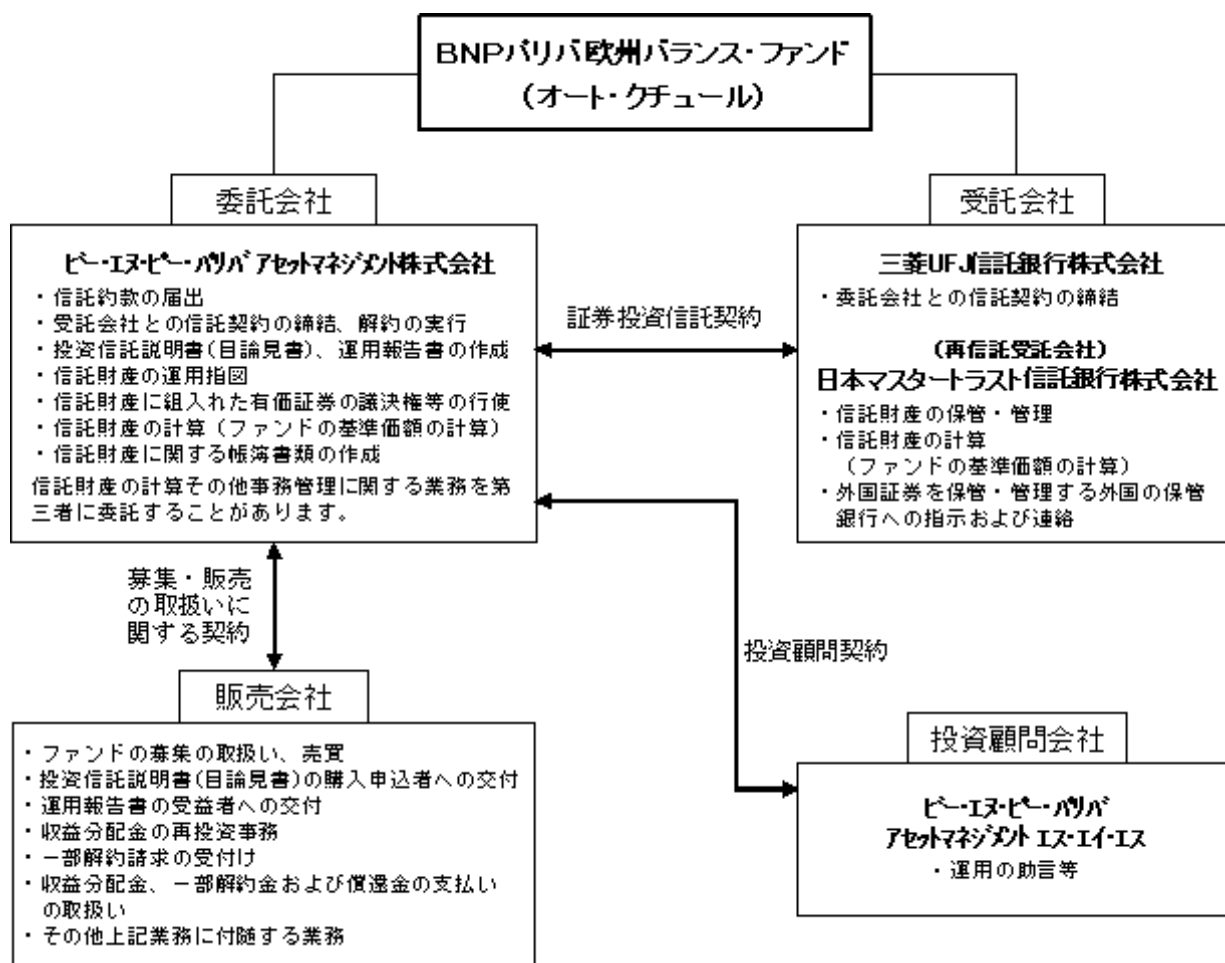 BNPパリバ欧州バランス・ファンド
（オート・クチュール）
委託会社
ビー・エヌ・ピー・パリバ アセットマネジメント株式会社
・信託約款の届出
・受託会社との信託契約の締結、解約の実行
・投資信託説明書(目論見書)、運用報告書の作成
・信託財産の運用指図
・信託財産に組入れた有価証券の議決権等の行使
・信託財産の計算（ファンドの基準価額の計算）
・信託財産に関する帳簿書類の作成
信託財産の計算その他事務管理に関する業務を第
三者に委託することがあります。
証券投資信託契約
受託会社
三菱UFJ信託銀行株式会社
・委託会社との信託契約の締結
（再信託受託会社）
日本マスタートラスト信託銀行株式会社
・信託財産の保管・管理
・信託財産の計算
（ファンドの基準価額の計算）
・外国証券を保管・管理する外国の保管
銀行への指示および連絡
募集・販売
の取扱いに
関する契約
投資顧問契約
販売会社
・ファンドの募集の取扱い、売買
・投資信託説明書(目論見書)の購入申込者への交付
・運用報告書の受益者への交付
・収益分配金の再投資事務
・一部解約請求の受付け
・収益分配金、一部解約金および償還金の支払い
の取扱い
・その他上記業務に付随する業務
投資顧問会社
ビー・エヌ・ピー・パリバ
アセットマネジメント エス・エイ・エス
・運用の助言等